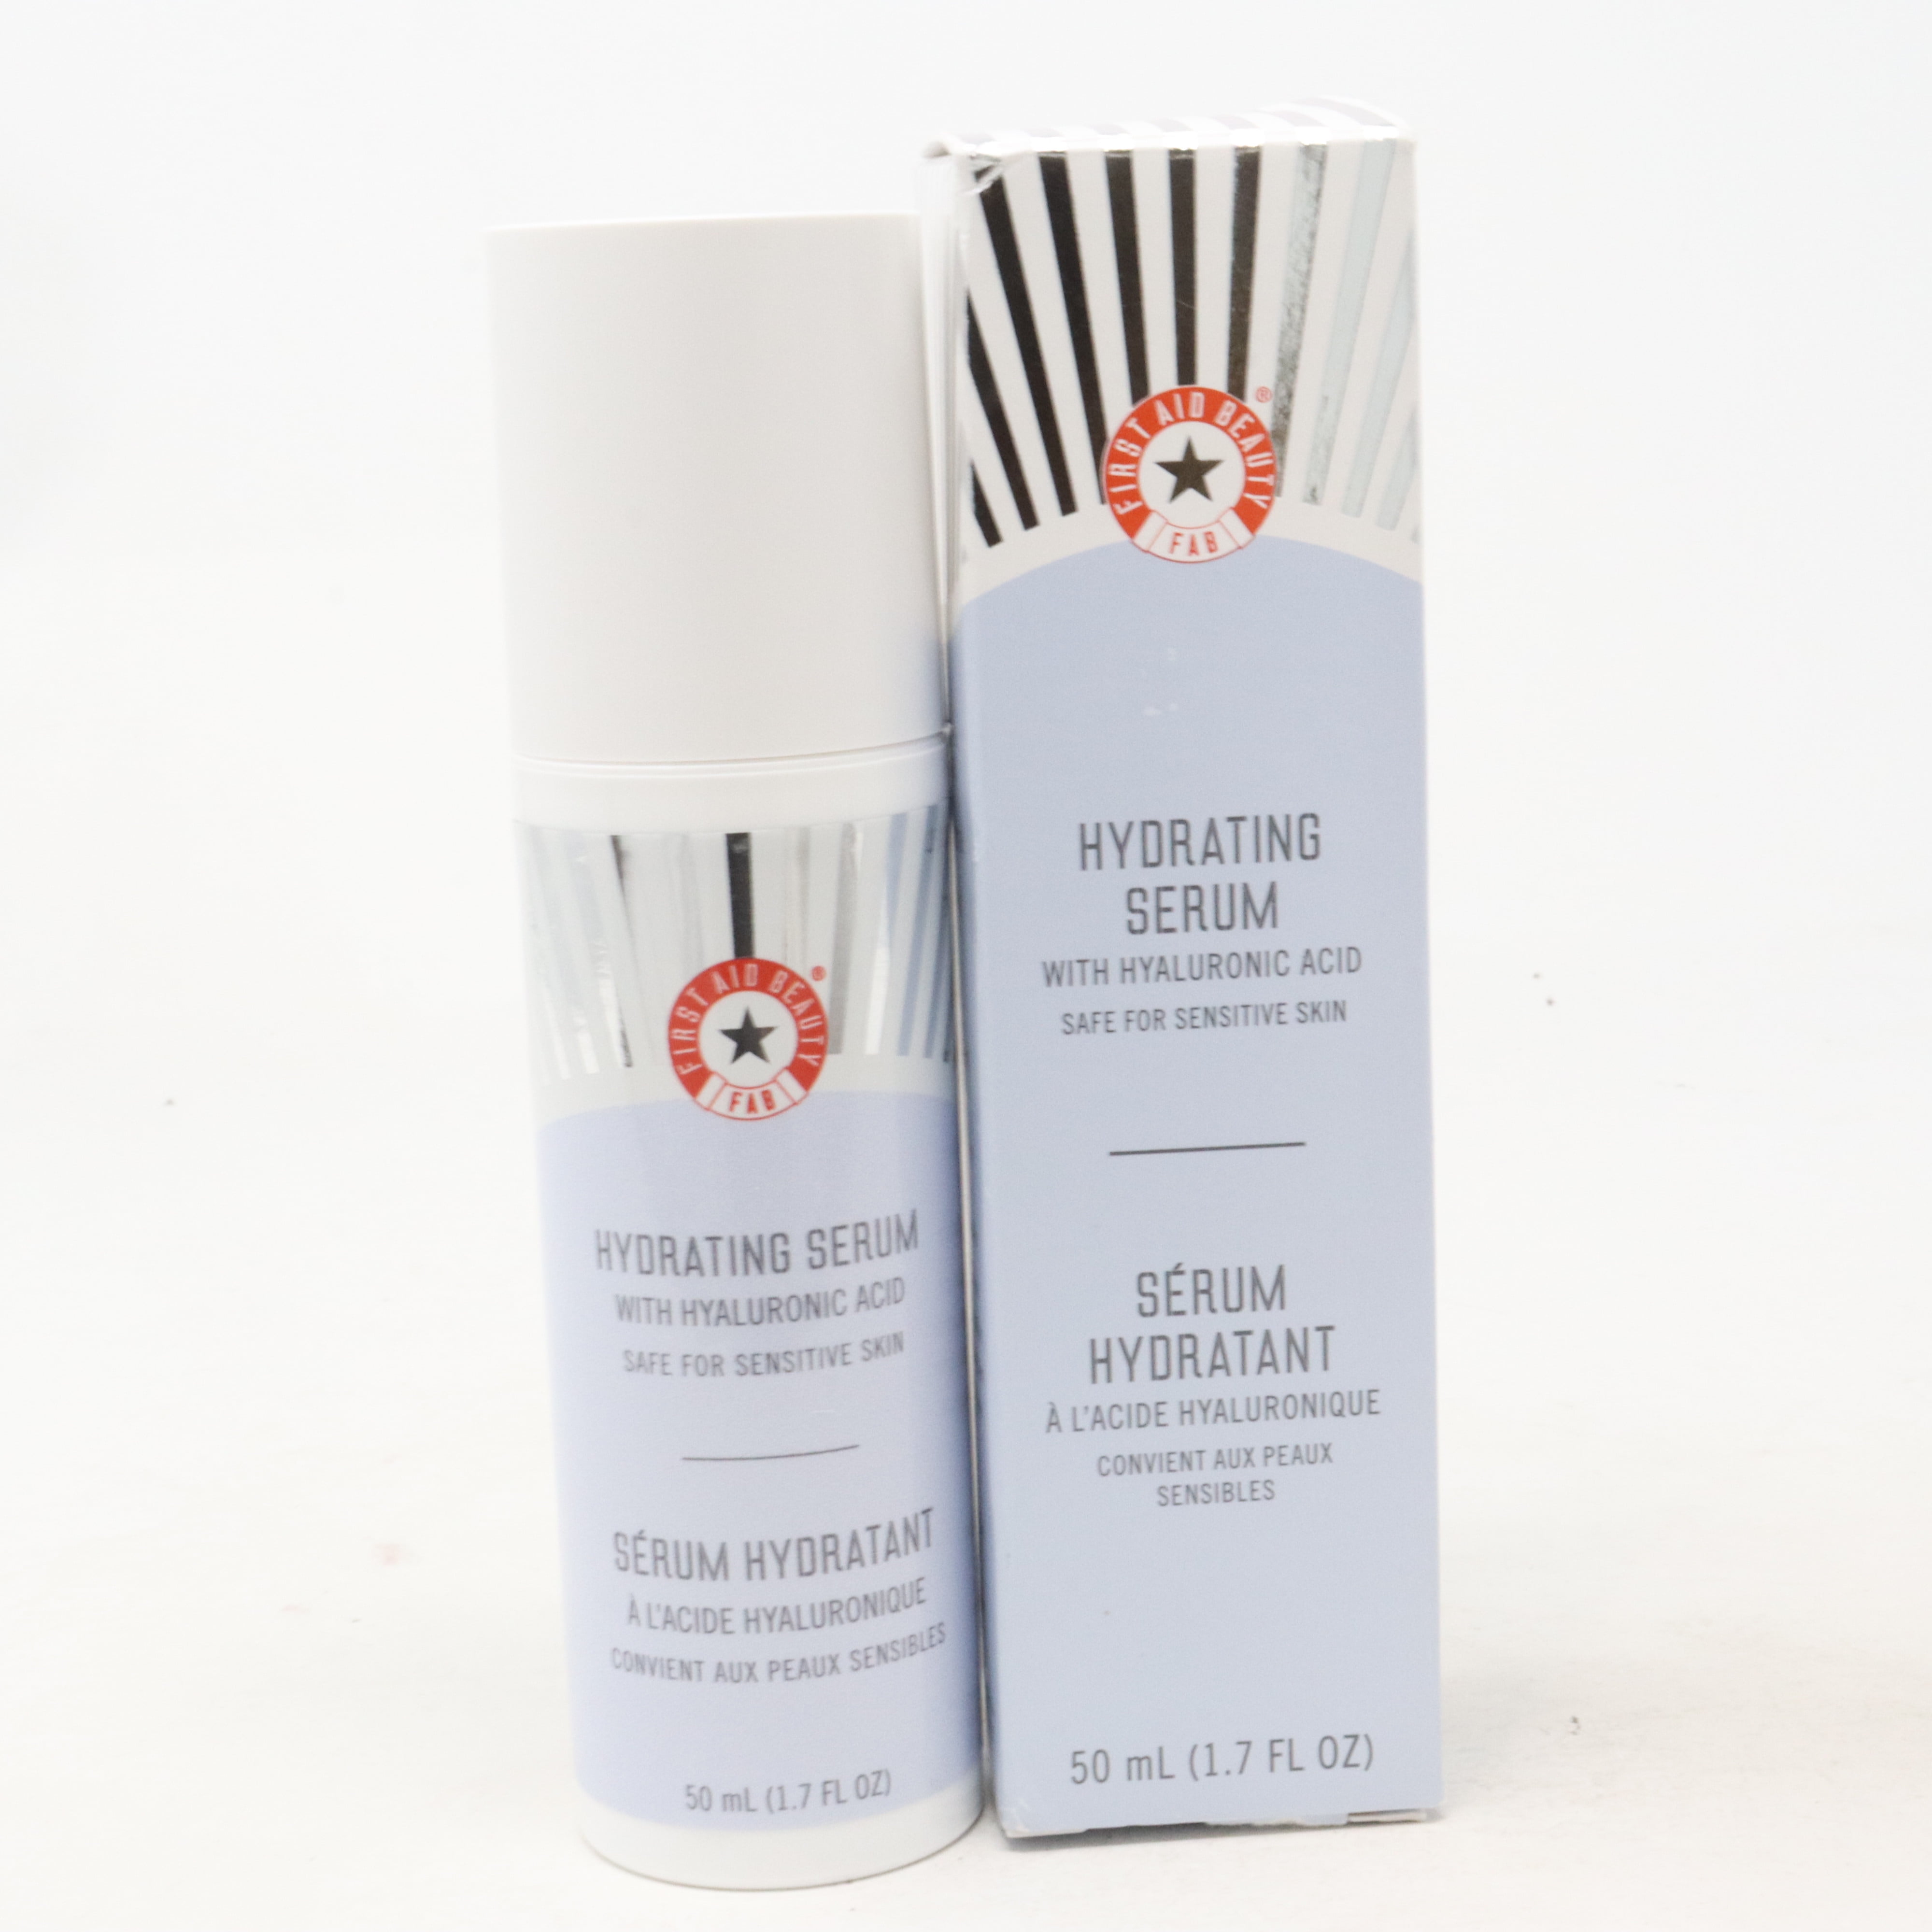 FIRST AID BEAUTY ®
FAB
HYDRATING SERUM
WITH HYALURONIC ACID
SAFE FOR SENSITIVE SKIN
SÉRUM HYDRATANT
À L'ACIDE HYALURONIQUE
CONVIENT AUX PEAUX SENSIBLES
50 mL (1.7 FL OZ)
FIRST AID BEAUTY ®
FAB
HYDRATING
SERUM
WITH HYALURONIC ACID
SAFE FOR SENSITIVE SKIN
SÉRUM
HYDRATANT
À L'ACIDE HYALURONIQUE
CONVIENT AUX PEAUX
SENSIBLES
50 mL (1.7 FL OZ)